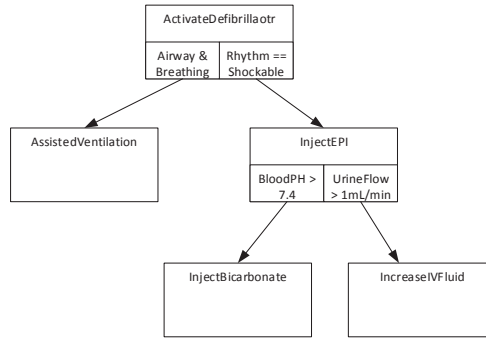 ActivateDefibrillaotr
Airway &
Breathing
Rhythm ==
Shockable
AssistedVentilation
InjectEPI
BloodPH >
7.4
UrineFlow
> 1mL/min
InjectBicarbonate
IncreaseIVFluid